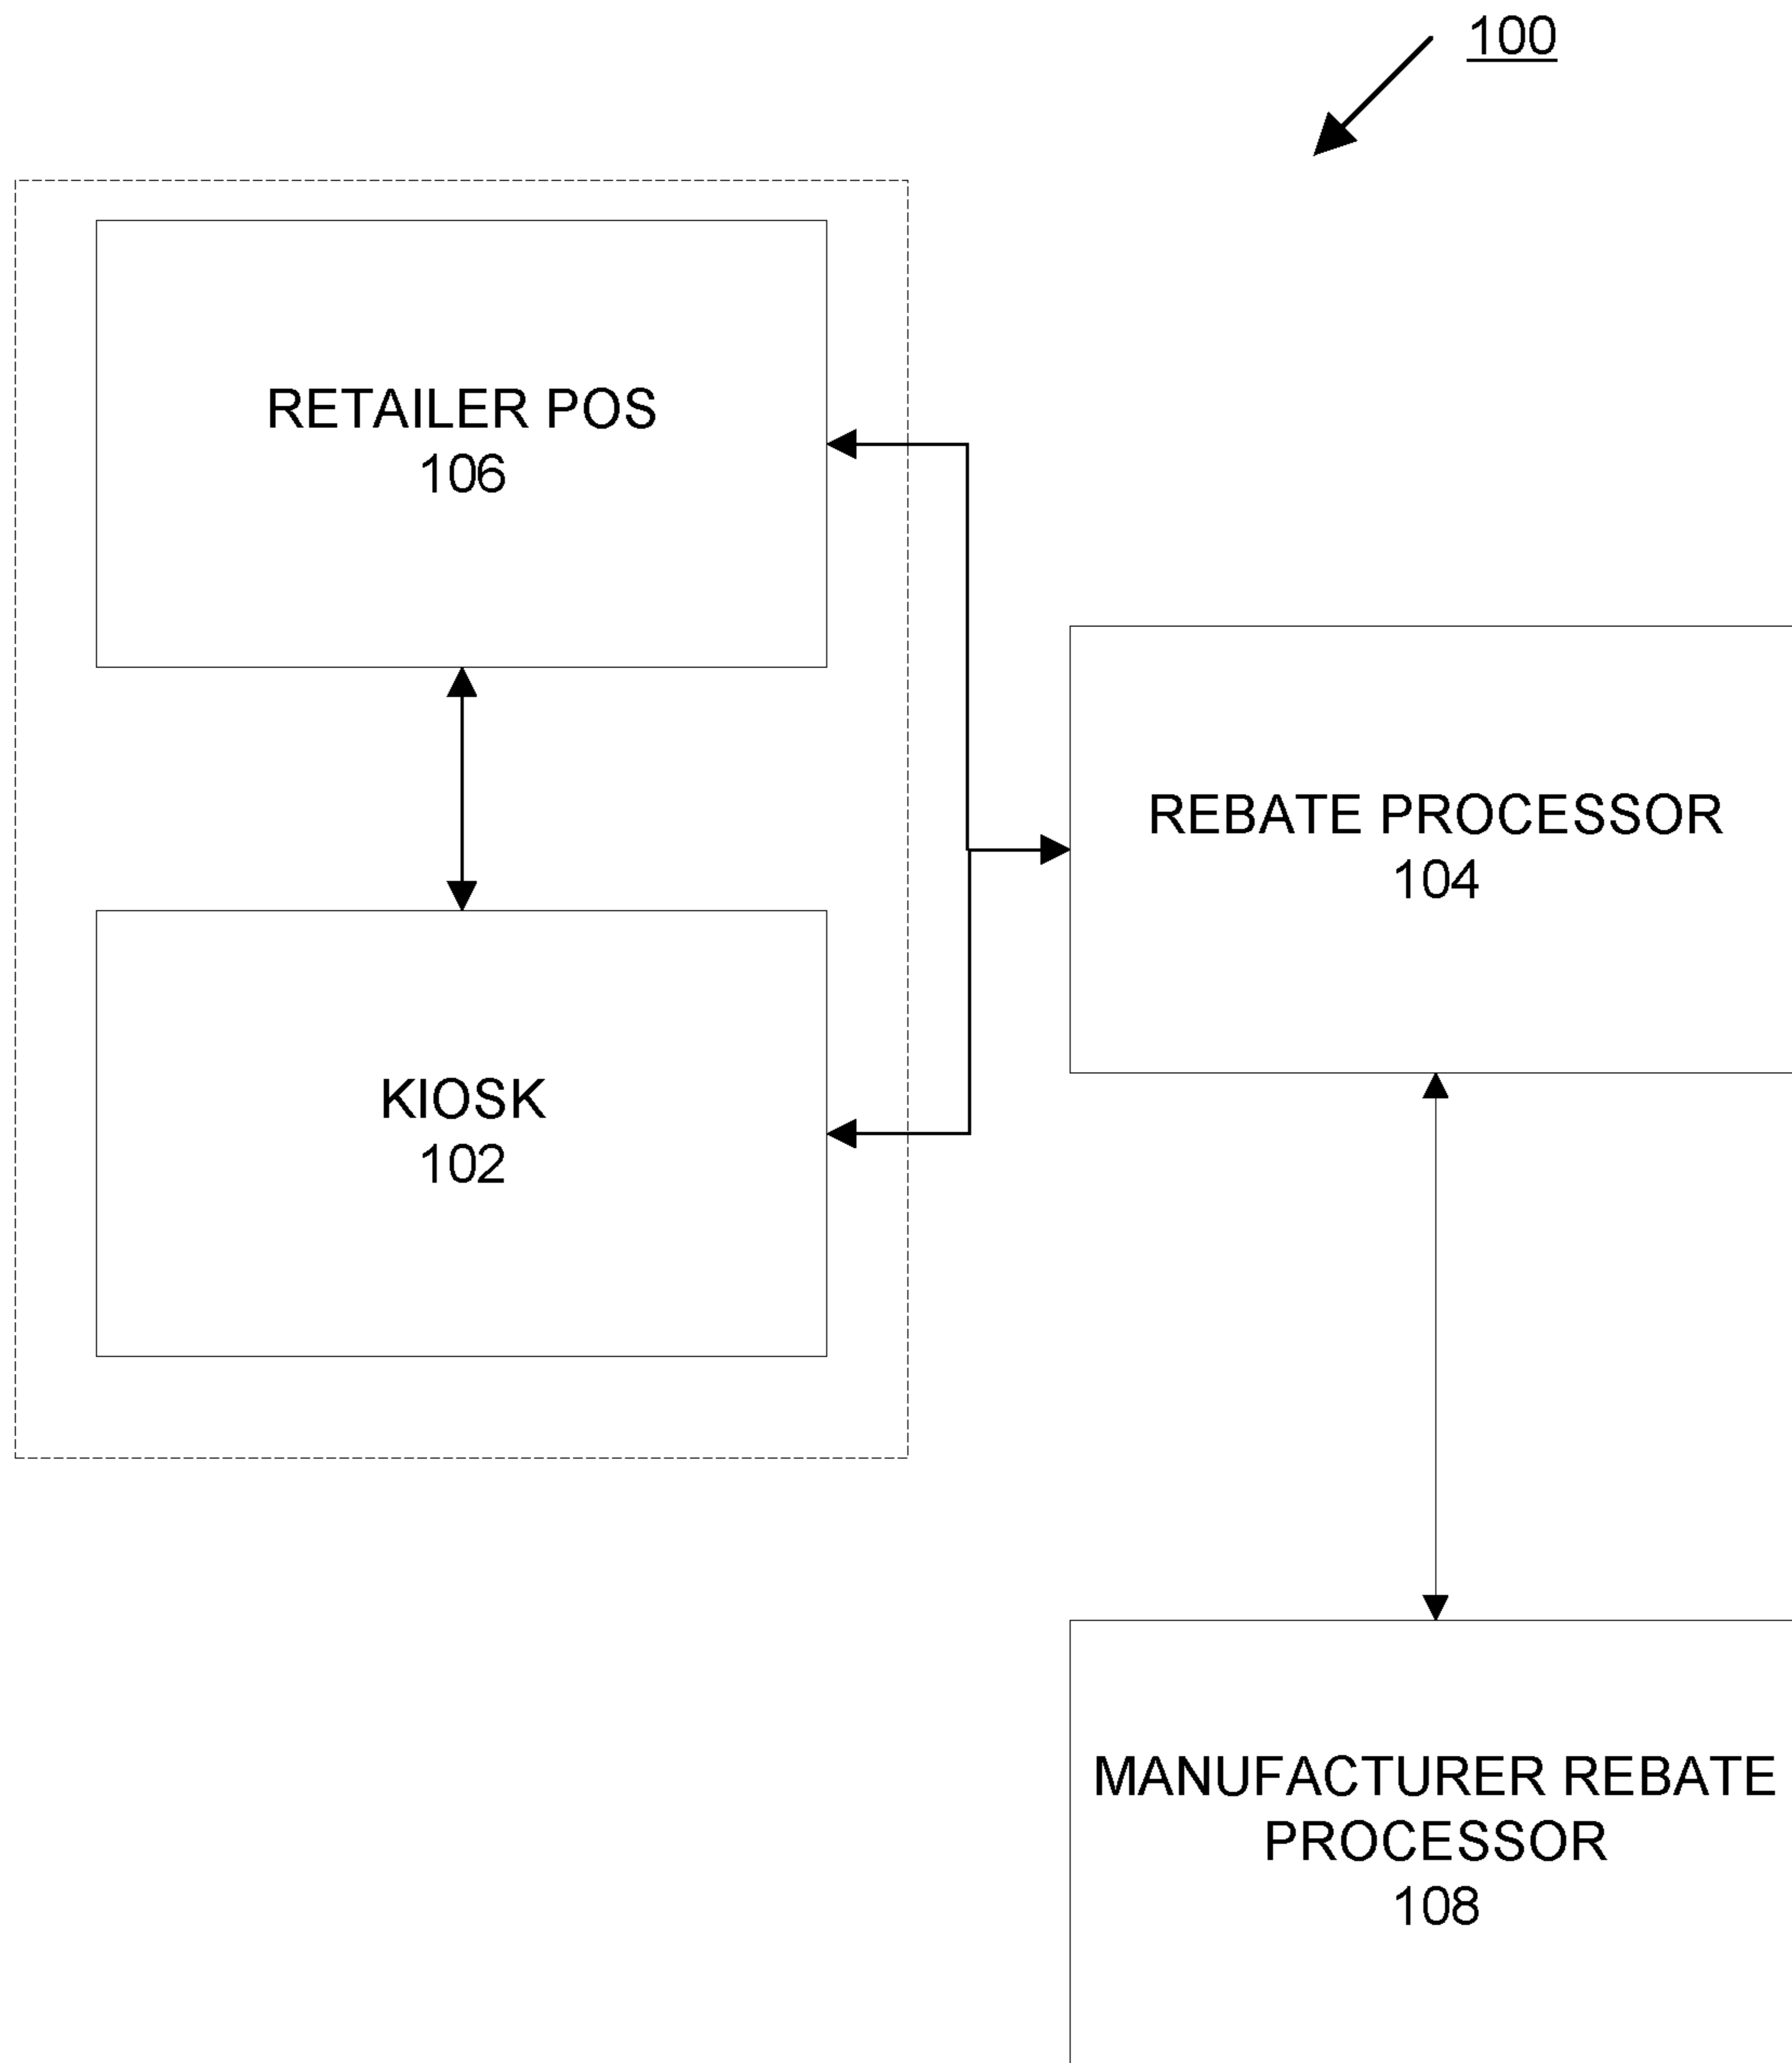 100
RETAILER POS
106
REBATE PROCESSOR
104
KIOSK
102
MANUFACTURER REBATE
PROCESSOR
108